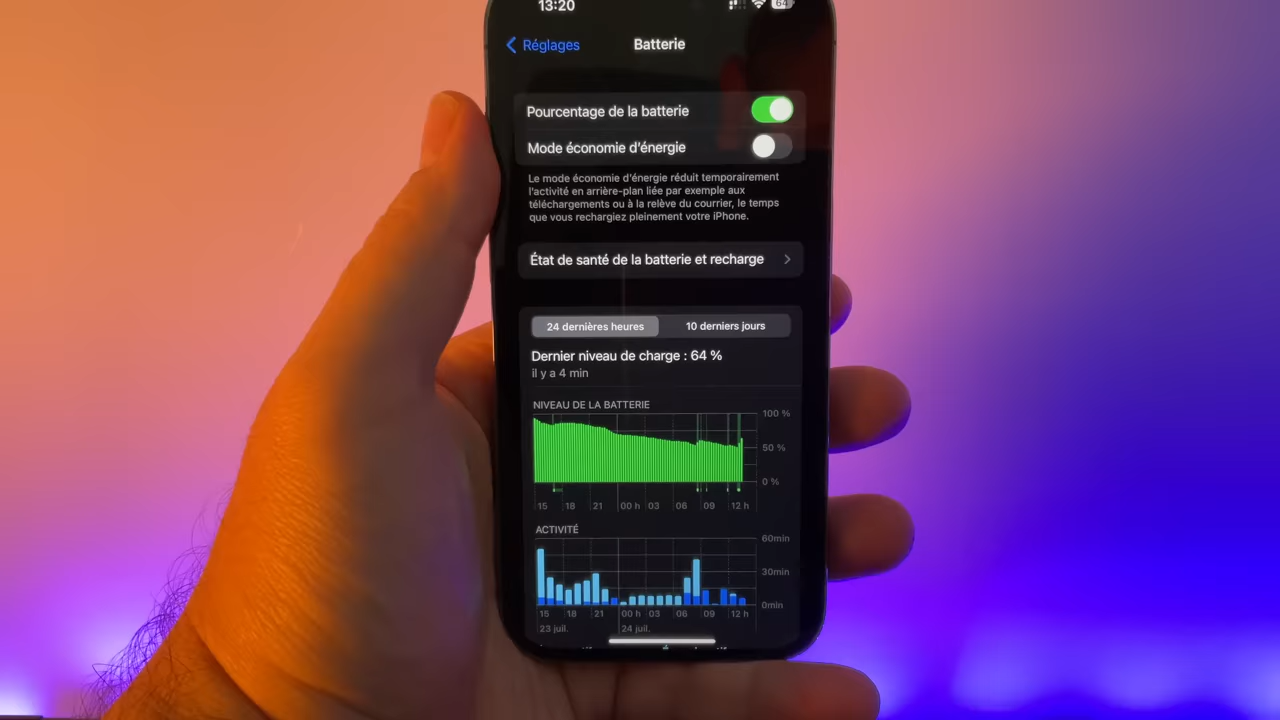 13:20
64
Réglages
Batterie
Pourcentage de la batterie
Mode économie d'énergie
Le mode économie d'énergie réduit temporairement
l'activité en arrière-plan liée par exemple aux
téléchargements ou à la relève du courrier, le temps
que vous rechargiez pleinement votre iPhone.
État de santé de la batterie et recharge
24 dernières heures
10 derniers jours
Dernier niveau de charge : 64 %
il y a 4 min
NIVEAU DE LA BATTERIE
100 %
50 %
0 %
15 18 21 00 h 03 06 09 12 h
ACTIVITÉ
60min
30min
0min
15 18 21 00 h 03 06 09 12 h
23 juil. 24 juil.